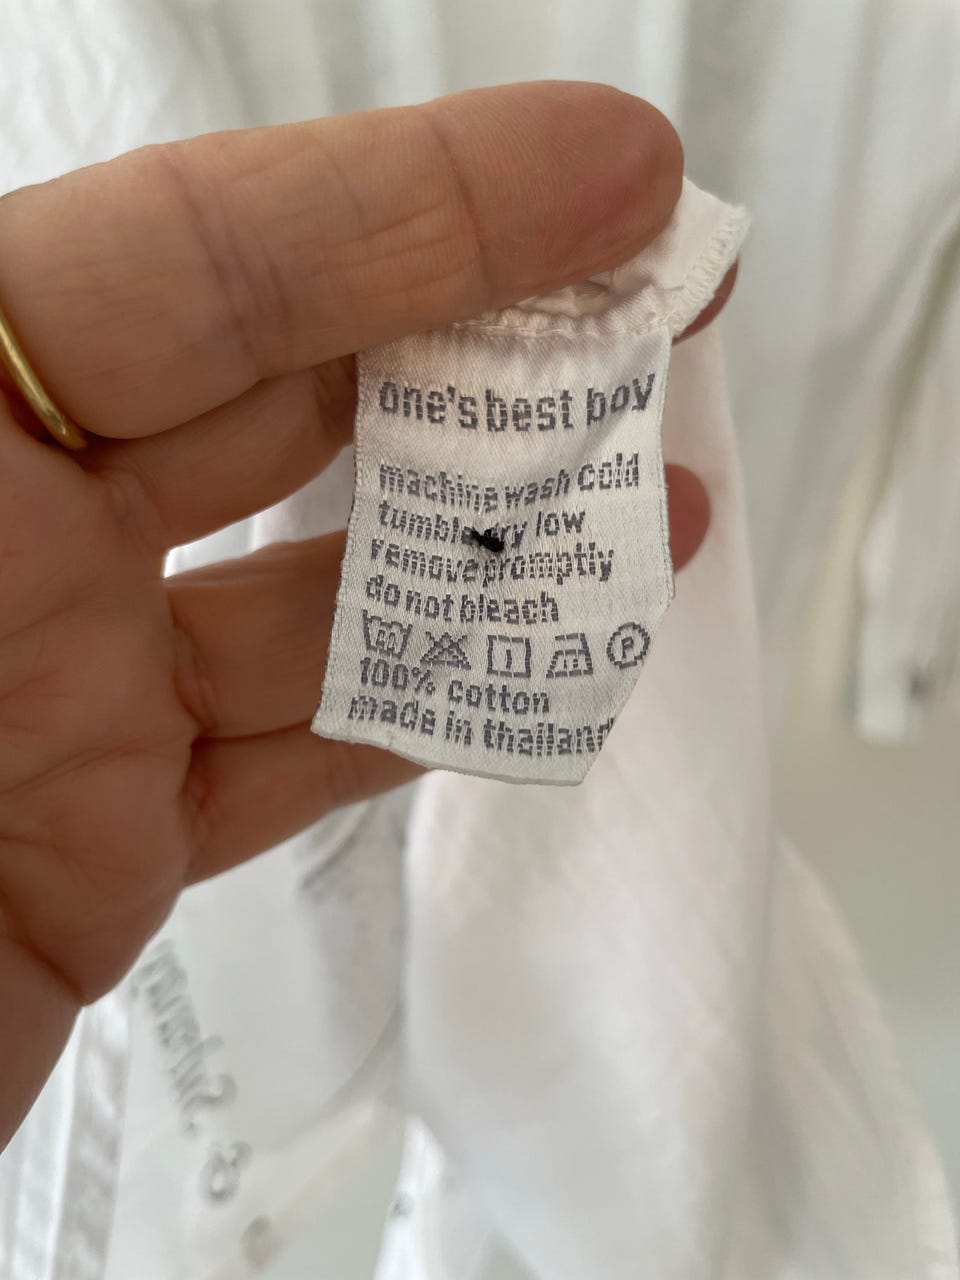 one's best boy
machine wash cold
tumble dry low
remove promptly
do not bleach
P
100% cotton
made in thailand